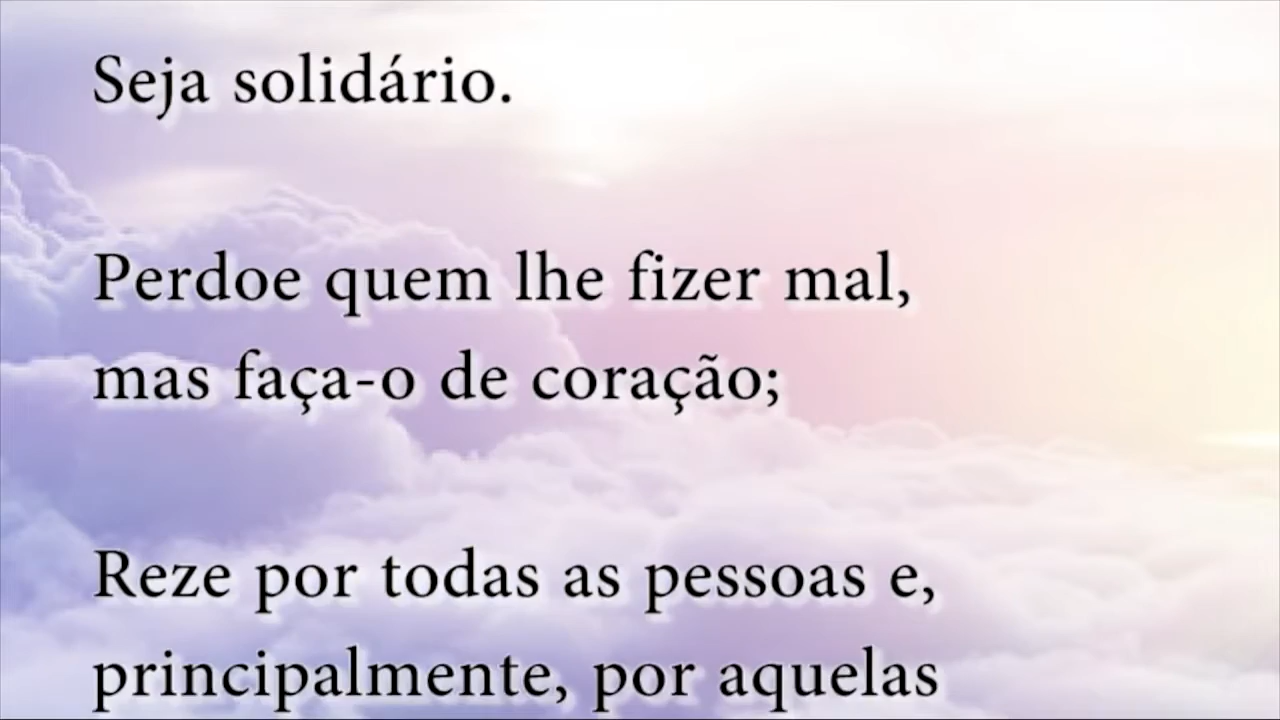 Seja solidário.
Perdoe quem lhe fizer mal,
mas faça-o de coração;
Reze por todas as pessoas e,
principalmente, por aquelas